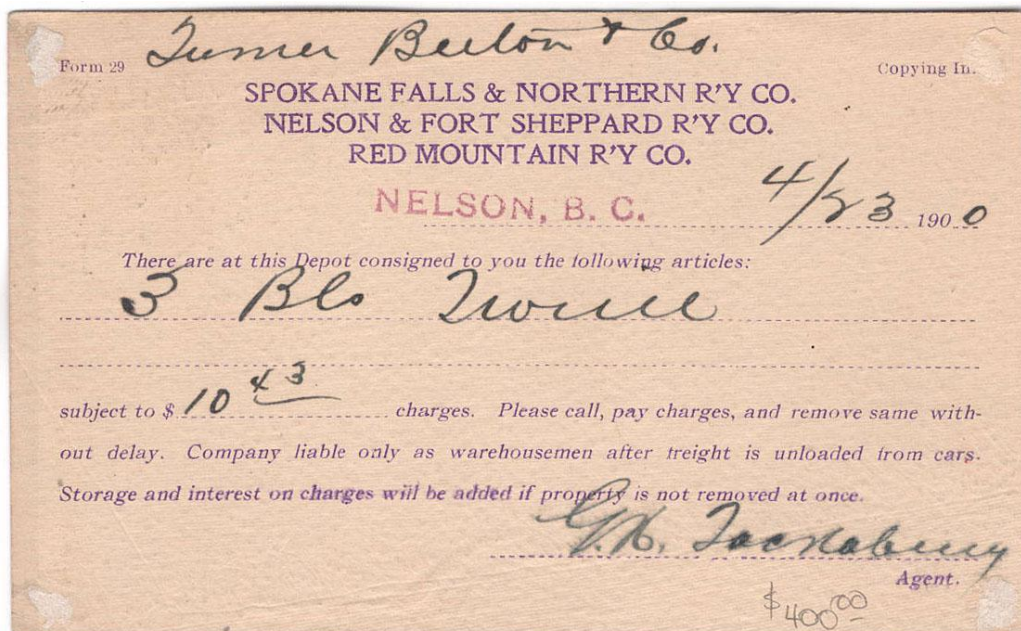 Form 29 Turner Beeton & Co. Copying In.
SPOKANE FALLS & NORTHERN R'Y CO.
NELSON & FORT SHEPPARD R'Y CO.
RED MOUNTAIN R'Y CO.
NELSON, B. C. 4/23 1900
There are at this Depot consigned to you the following articles:
3 Bls Twine
subject to $ 10 43 charges. Please call, pay charges, and remove same with-
out delay. Company liable only as warehousemen after freight is unloaded from cars.
Storage and interest on charges will be added if property is not removed at once.
G.K. Tackabury
Agent.
$400.00